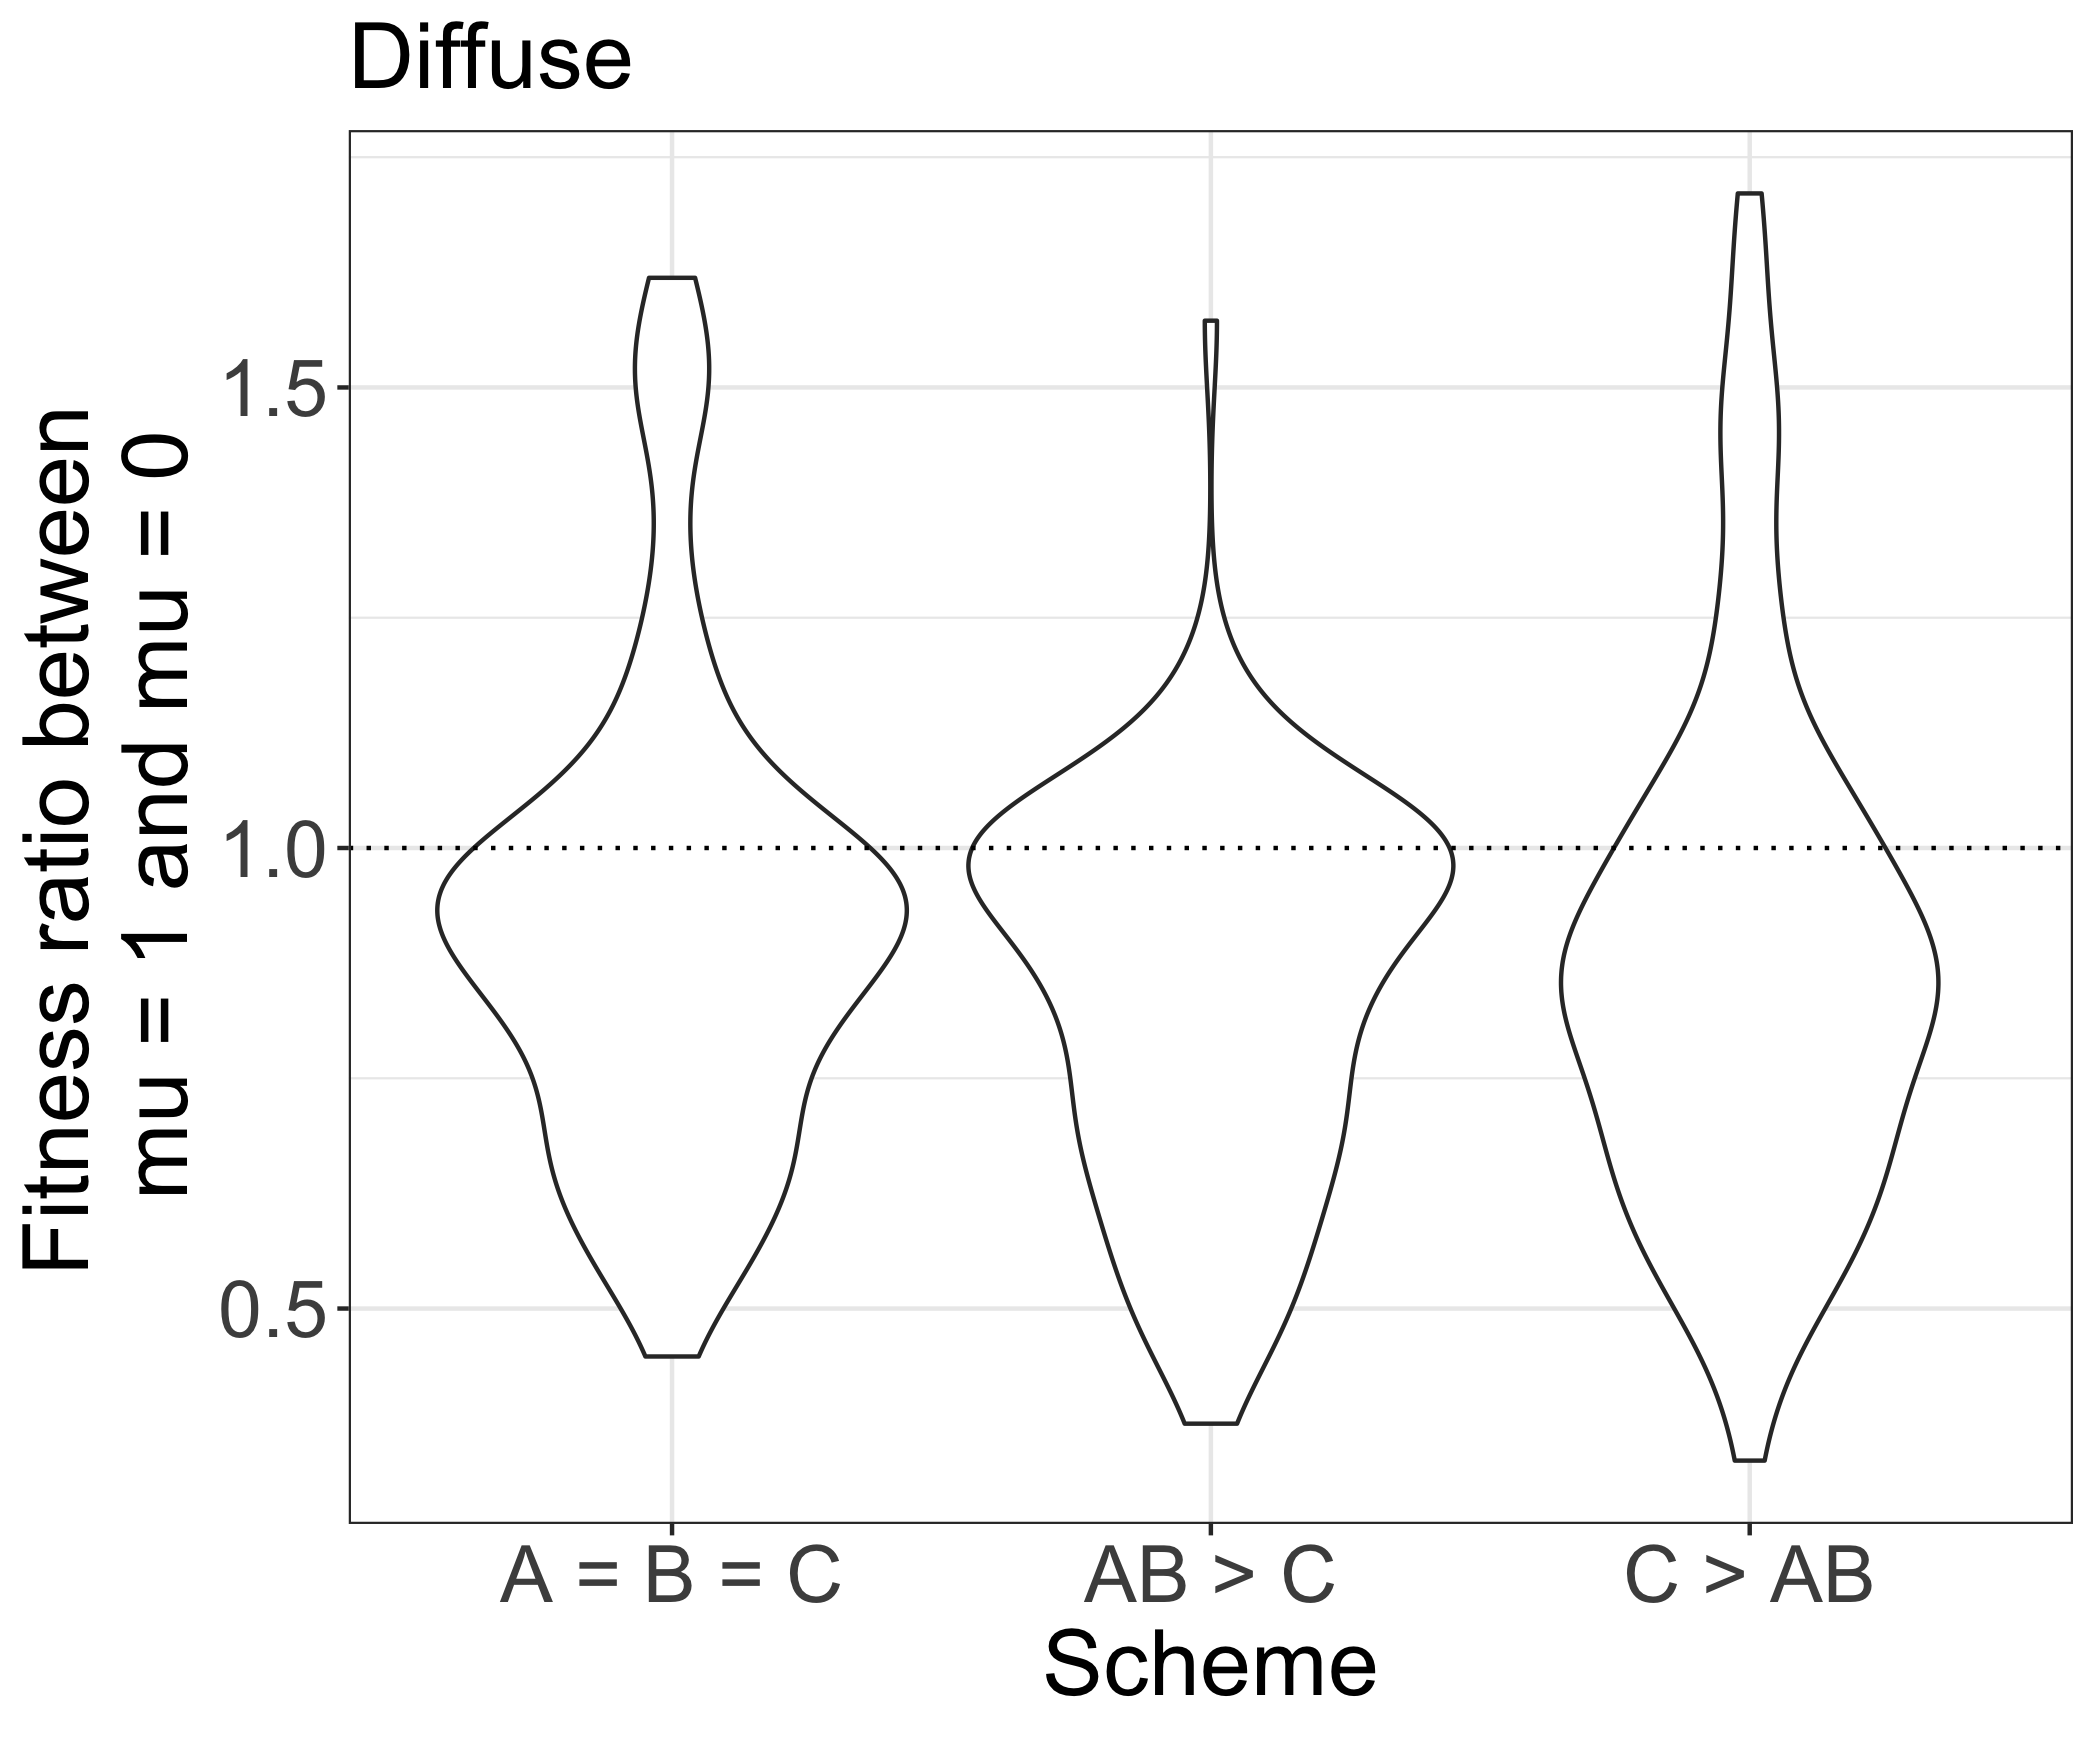 Diffuse
Fitness ratio between
mu = 1 and mu = 0
1.5
1.0
0.5
A = B = C
AB > C
C > AB
Scheme